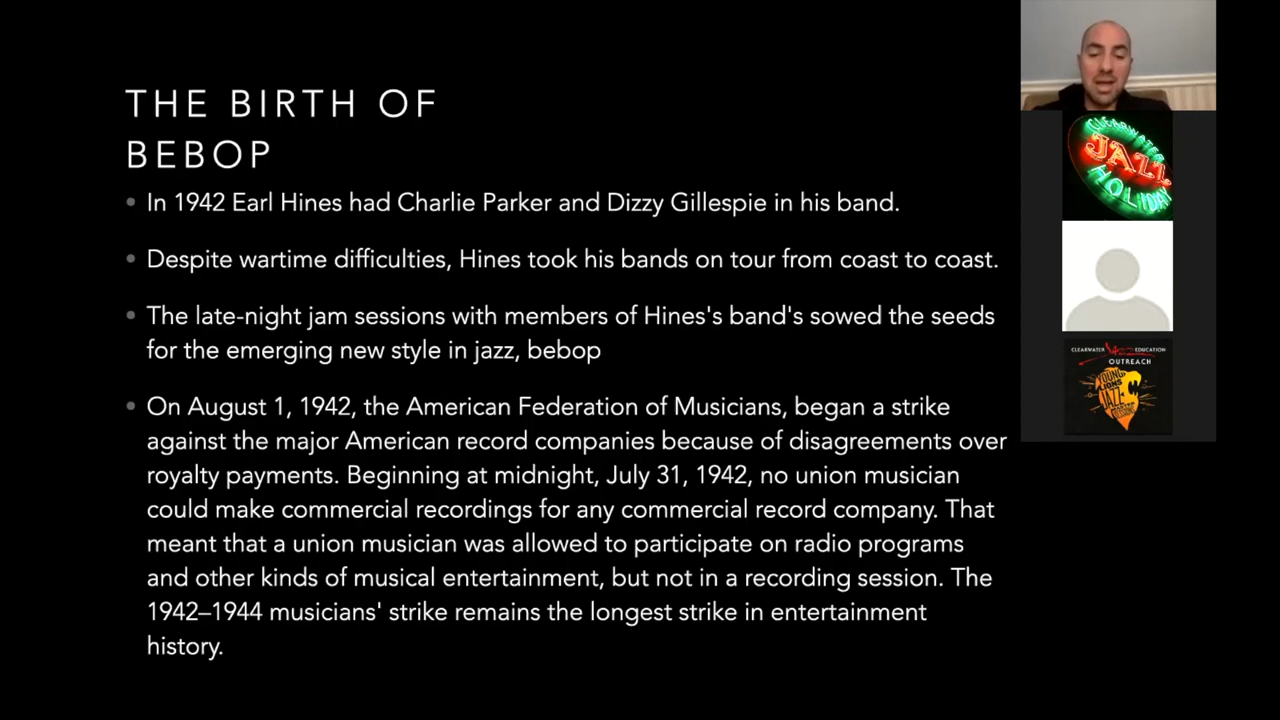 THE BIRTH OF
BEBOP
• In 1942 Earl Hines had Charlie Parker and Dizzy Gillespie in his band.
• Despite wartime difficulties, Hines took his bands on tour from coast to coast.
• The late-night jam sessions with members of Hines's band's sowed the seeds
for the emerging new style in jazz, bebop
• On August 1, 1942, the American Federation of Musicians, began a strike
against the major American record companies because of disagreements over
royalty payments. Beginning at midnight, July 31, 1942, no union musician
could make commercial recordings for any commercial record company. That
meant that a union musician was allowed to participate on radio programs
and other kinds of musical entertainment, but not in a recording session. The
1942–1944 musicians' strike remains the longest strike in entertainment
history.
CLEARWATER
JAZZ
HOLIDAY
CLEARWATER EDUCATION
OUTREACH
YOUNG
LIONS
JAZZ